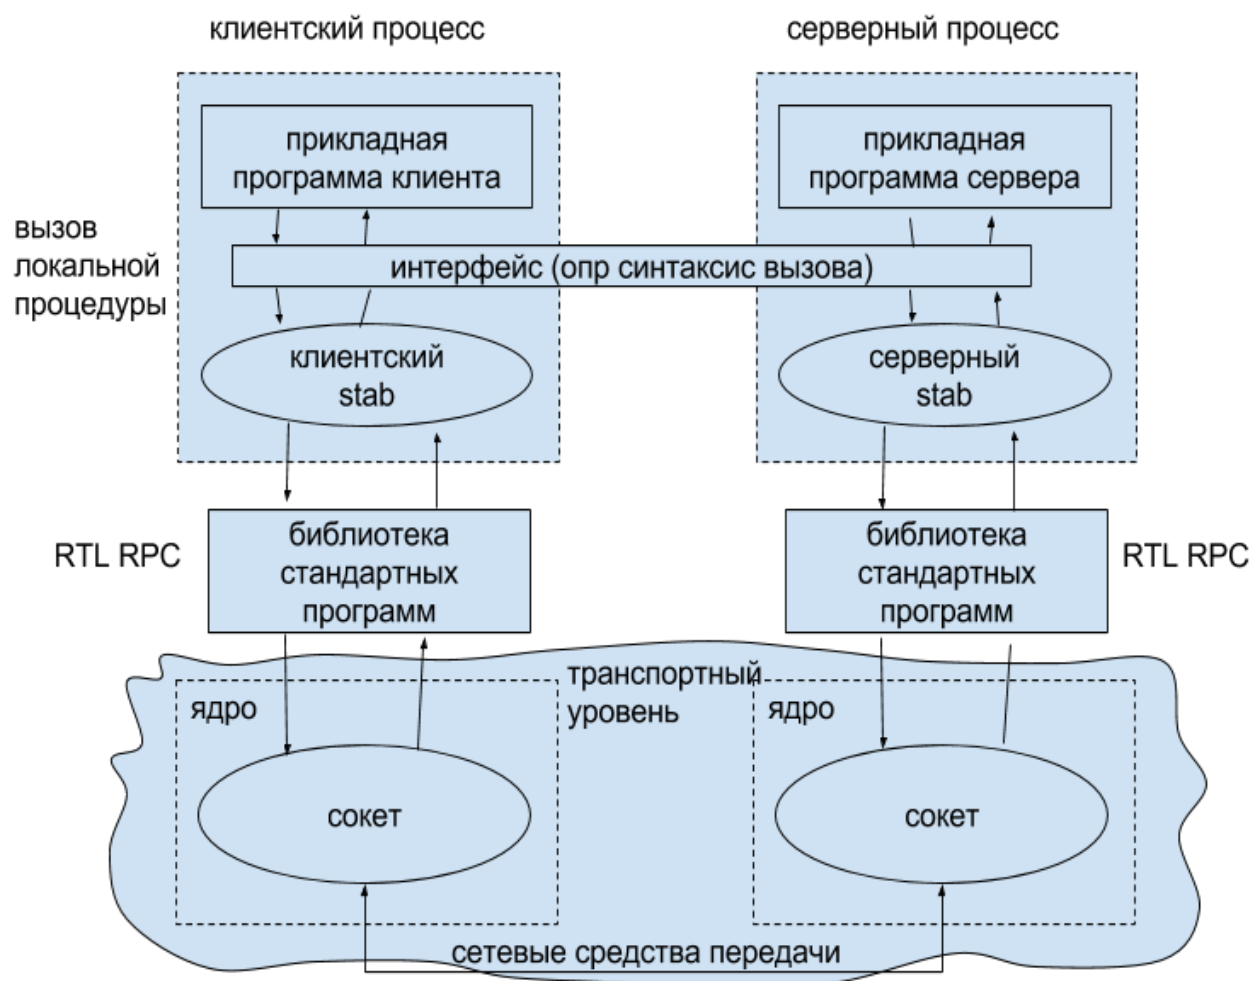 клиентский процесс
серверный процесс
прикладная
программа клиента
прикладная
программа сервера
вызов
локальной
процедуры
интерфейс (опр синтаксис вызова)
клиентский
stab
серверный
stab
RTL RPC
библиотека
стандартных
программ
библиотека
стандартных
программ
RTL RPC
транспортный
уровень
ядро
ядро
сокет
сокет
сетевые средства передачи